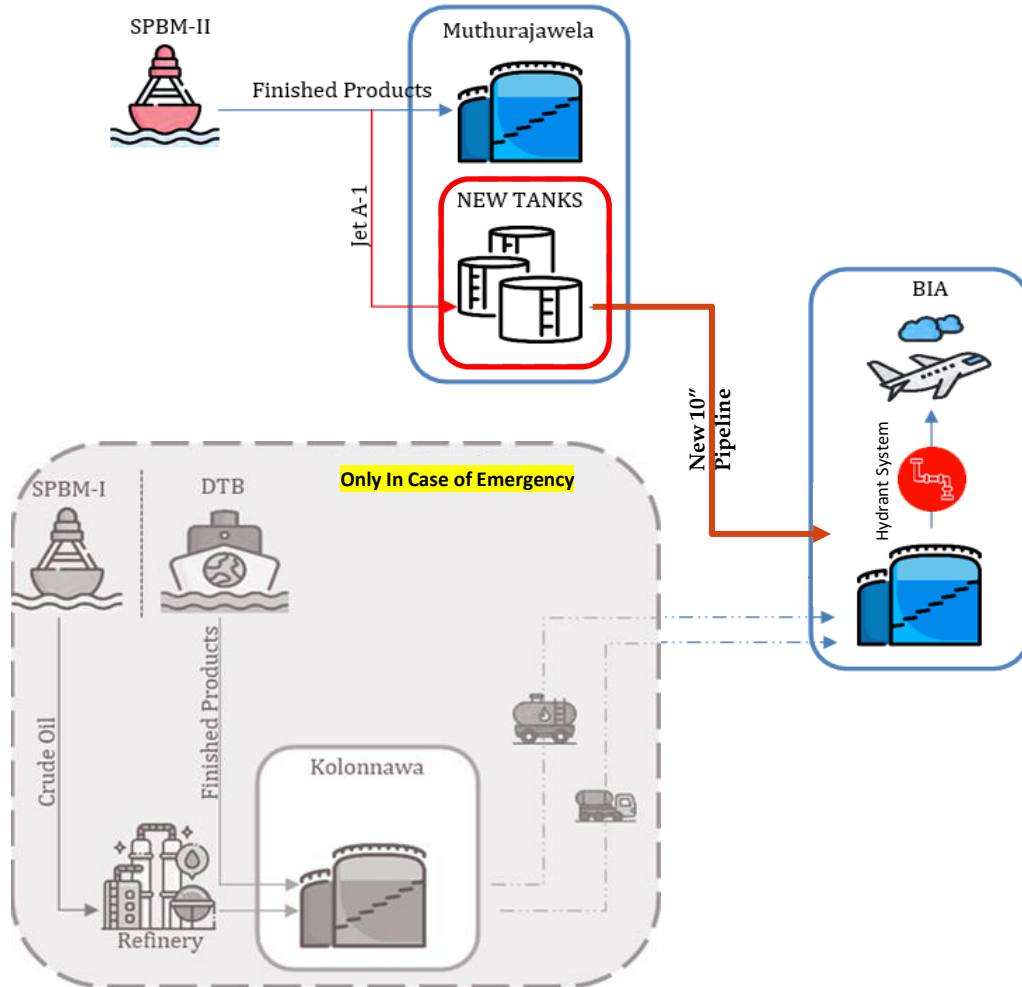 SPBM-II
Muthurajawela
Finished Products
Jet A-1
NEW TANKS
BIA
New 10″
Pipeline
Hydrant System
Only In Case of Emergency
SPBM-I
DTB
Crude Oil
Finished Products
Kolonnawa
Refinery